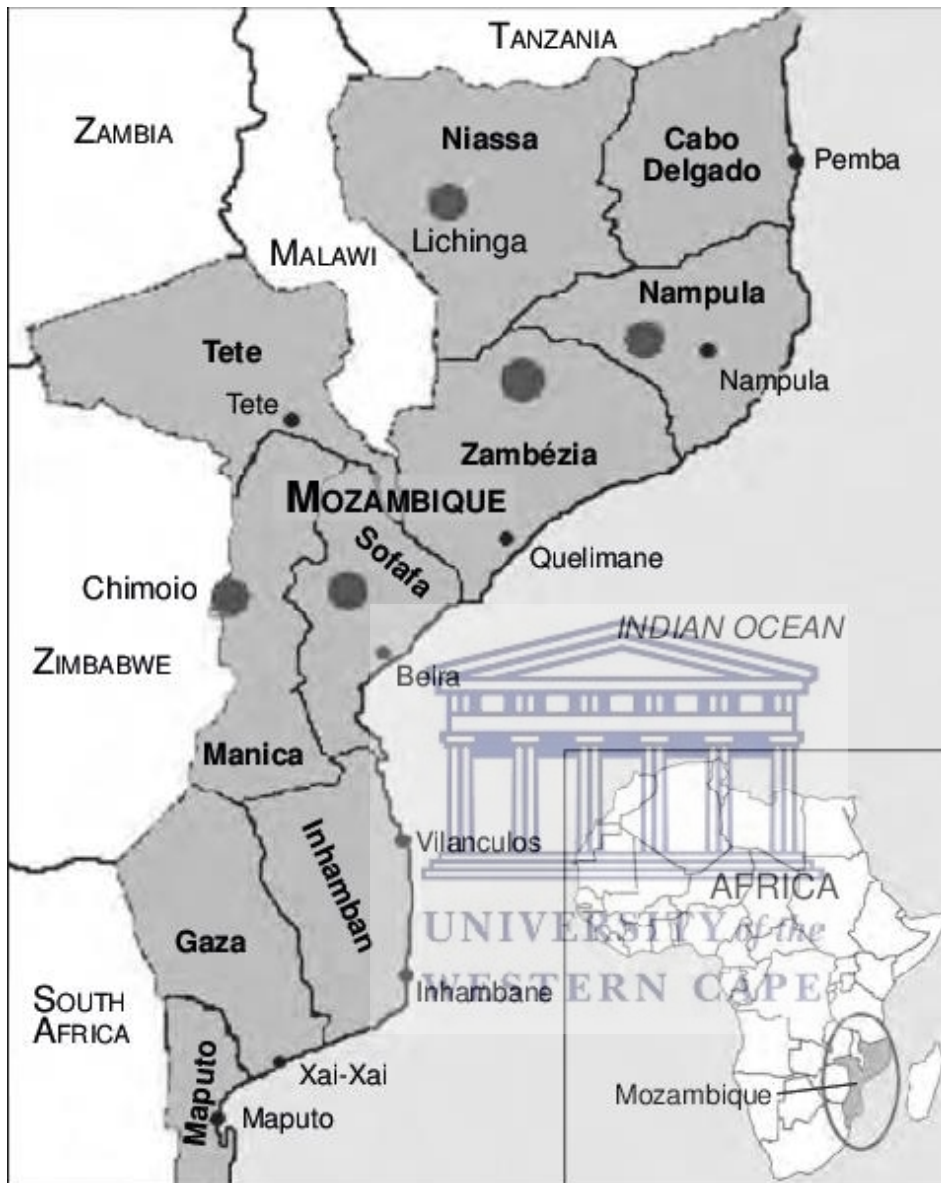 TANZANIA
ZAMBIA
Niassa
Cabo
Delgado
Pemba
Lichinga
MALAWI
Nampula
Tete
Nampula
Tete
Zambézia
MOZAMBIQUE
Sofafa
Quelimane
Chimoio
INDIAN OCEAN
ZIMBABWE
Beira
Manica
Vilanculos
Inhamban
AFRICA
UNIVERSITY of the
Gaza
WESTERN CAPE
Inhambane
SOUTH
AFRICA
Xai-Xai
Maputo
Maputo
Mozambique